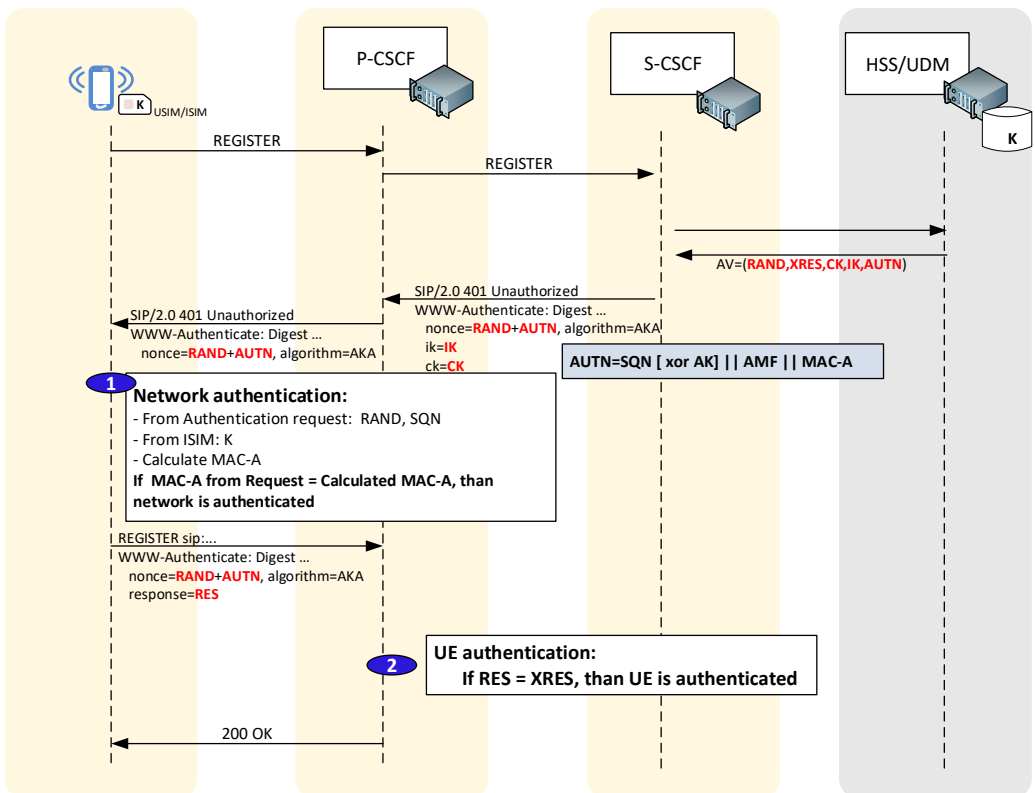 P-CSCF
S-CSCF
HSS/UDM
K
USIM/ISIM
K
REGISTER
REGISTER
AV=(RAND,XRES,CK,IK,AUTN)
SIP/2.0 401 Unauthorized
WWW-Authenticate: Digest ...
nonce=RAND+AUTN, algorithm=AKA
ik=IK
ck=CK
SIP/2.0 401 Unauthorized
WWW-Authenticate: Digest ...
nonce=RAND+AUTN, algorithm=AKA
AUTN=SQN [ xor AK] || AMF || MAC-A
1
Network authentication:
- From Authentication request: RAND, SQN
- From ISIM: K
- Calculate MAC-A
If MAC-A from Request = Calculated MAC-A, than
network is authenticated
REGISTER sip:...
WWW-Authenticate: Digest ...
nonce=RAND+AUTN, algorithm=AKA
response=RES
2
UE authentication:
If RES = XRES, than UE is authenticated
200 OK